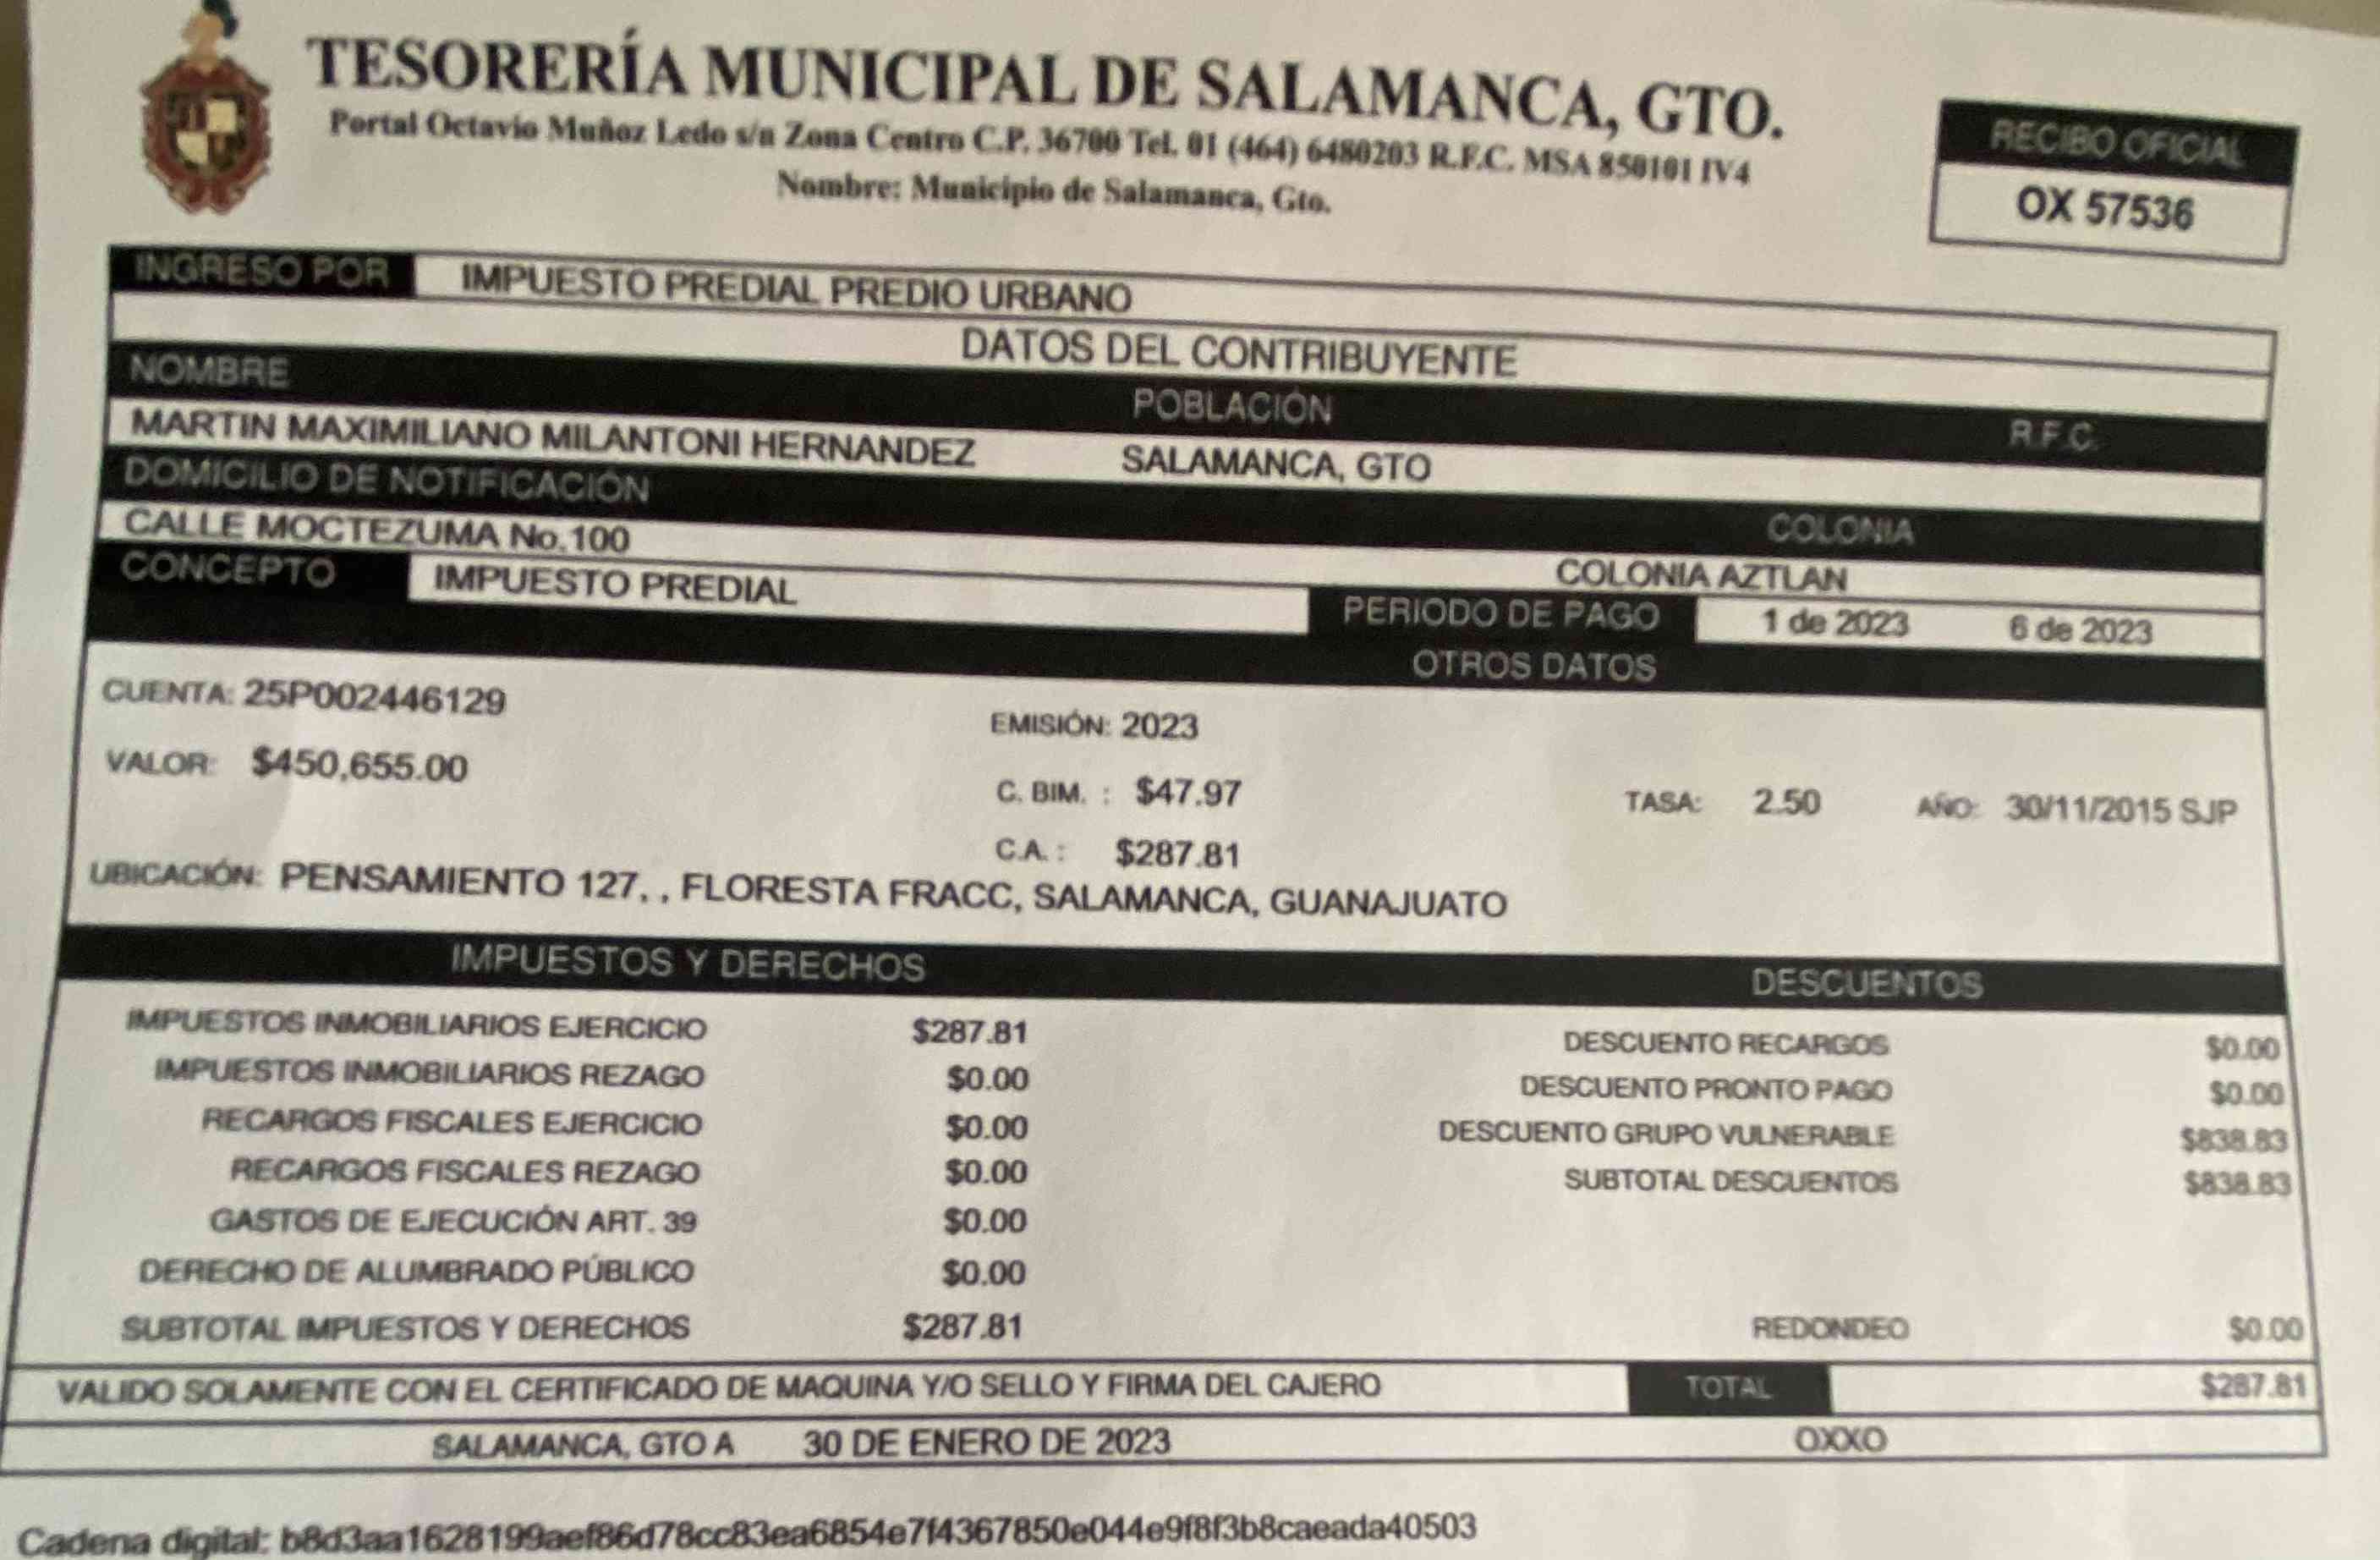 TESORERÍA MUNICIPAL DE SALAMANCA, GTO.
Portal Octavio Muñoz Ledo s/n Zona Centro C.P. 36700 Tel. 01 (464) 6480203 R.F.C. MSA 850101 IV4
Nombre: Municipio de Salamanca, Gto.
RECIBO OFICIAL
OX 57536
INGRESO POR IMPUESTO PREDIAL PREDIO URBANO
DATOS DEL CONTRIBUYENTE
NOMBRE POBLACIÓN R.F.C.
MARTIN MAXIMILIANO MILANTONI HERNANDEZ SALAMANCA, GTO
DOMICILIO DE NOTIFICACIÓN COLONIA
CALLE MOCTEZUMA No.100 COLONIA AZTLAN
CONCEPTO IMPUESTO PREDIAL PERIODO DE PAGO 1 de 2023 6 de 2023
OTROS DATOS
CUENTA: 25P002446129 EMISIÓN: 2023
VALOR: $450,655.00 C. BIM. : $47.97 TASA: 2.50 AÑO: 30/11/2015 SJP
C.A. : $287.81
UBICACIÓN: PENSAMIENTO 127, , FLORESTA FRACC, SALAMANCA, GUANAJUATO
IMPUESTOS Y DERECHOS DESCUENTOS
IMPUESTOS INMOBILIARIOS EJERCICIO $287.81 DESCUENTO RECARGOS $0.00
IMPUESTOS INMOBILIARIOS REZAGO $0.00 DESCUENTO PRONTO PAGO $0.00
RECARGOS FISCALES EJERCICIO $0.00 DESCUENTO GRUPO VULNERABLE $838.83
RECARGOS FISCALES REZAGO $0.00 SUBTOTAL DESCUENTOS $838.83
GASTOS DE EJECUCIÓN ART. 39 $0.00
DERECHO DE ALUMBRADO PÚBLICO $0.00
SUBTOTAL IMPUESTOS Y DERECHOS $287.81 REDONDEO $0.00
VALIDO SOLAMENTE CON EL CERTIFICADO DE MAQUINA Y/O SELLO Y FIRMA DEL CAJERO TOTAL $287.81
SALAMANCA, GTO A 30 DE ENERO DE 2023 OXXO
Cadena digital: b8d3aa1628199aef86d78cc83ea6854e7f4367850e044e9f8f3b8caeada40503